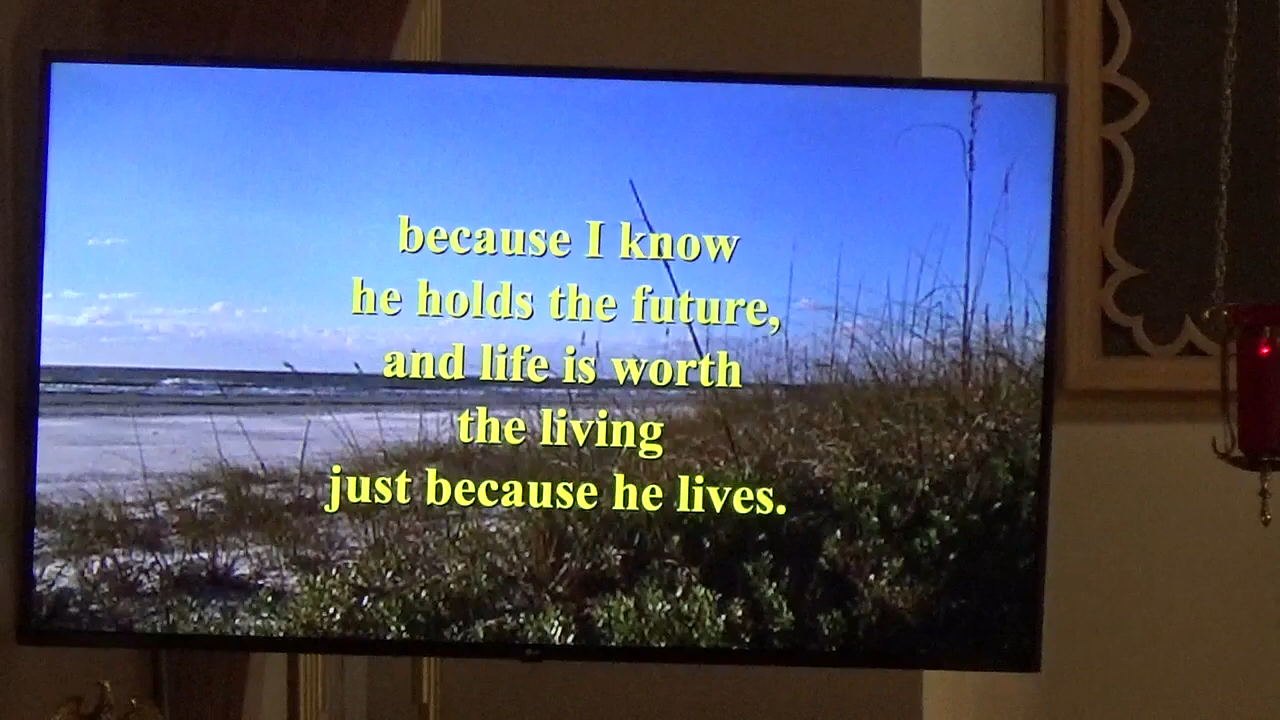 because I know
he holds the future,
and life is worth
the living
just because he lives.